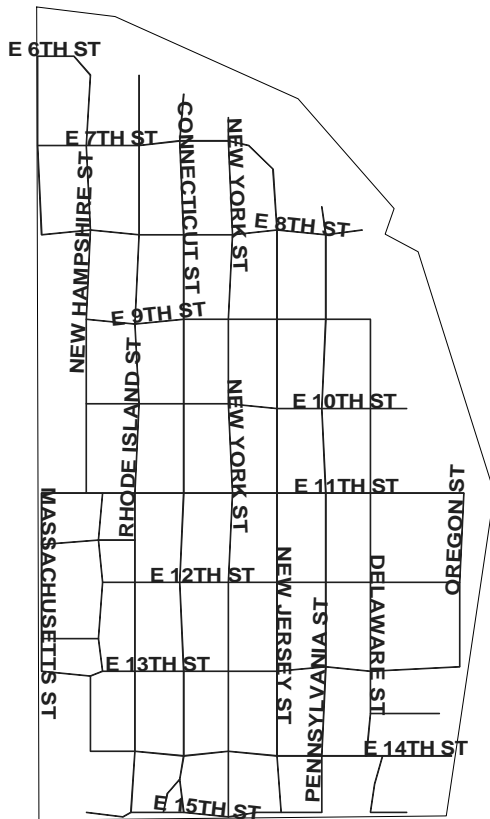 E 6TH ST
E 7TH ST
CONNECTICUT ST
NEW YORK ST
NEW HAMPSHIRE ST
E 8TH ST
E 9TH ST
RHODE ISLAND ST
NEW YORK ST
E 10TH ST
E 11TH ST
OREGON ST
MASSACHUSETTS ST
E 12TH ST
NEW JERSEY ST
DELAWARE ST
PENNSYLVANIA ST
E 13TH ST
E 14TH ST
E 15TH ST